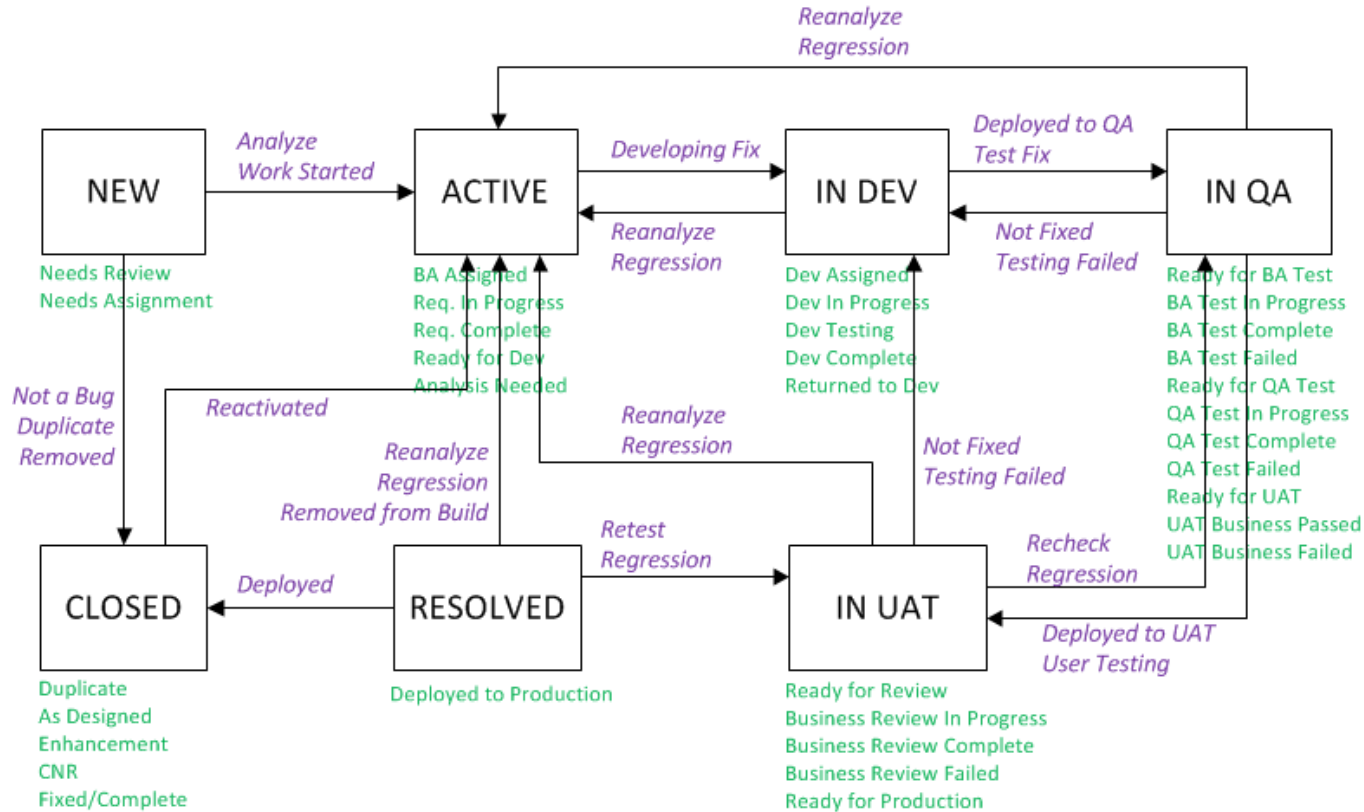 Reanalyze
Regression
NEW
Analyze
Work Started
ACTIVE
Developing Fix
Reanalyze
Regression
IN DEV
Deployed to QA
Test Fix
Not Fixed
Testing Failed
IN QA
Needs Review
Needs Assignment
BA Assigned
Req. In Progress
Req. Complete
Ready for Dev
Analysis Needed
Dev Assigned
Dev In Progress
Dev Testing
Dev Complete
Returned to Dev
Ready for BA Test
BA Test In Progress
BA Test Complete
BA Test Failed
Ready for QA Test
QA Test In Progress
QA Test Complete
QA Test Failed
Ready for UAT
UAT Business Passed
UAT Business Failed
Not a Bug
Duplicate
Removed
Reactivated
Reanalyze
Regression
Removed from Build
Reanalyze
Regression
Not Fixed
Testing Failed
CLOSED
Deployed
RESOLVED
Retest
Regression
IN UAT
Recheck
Regression
Deployed to UAT
User Testing
Duplicate
As Designed
Enhancement
CNR
Fixed/Complete
Deployed to Production
Ready for Review
Business Review In Progress
Business Review Complete
Business Review Failed
Ready for Production